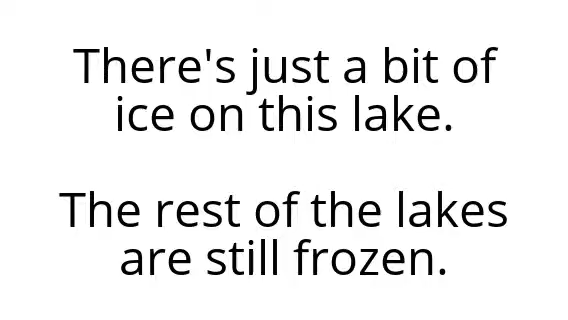 There's just a bit of
ice on this lake.
The rest of the lakes
are still frozen.